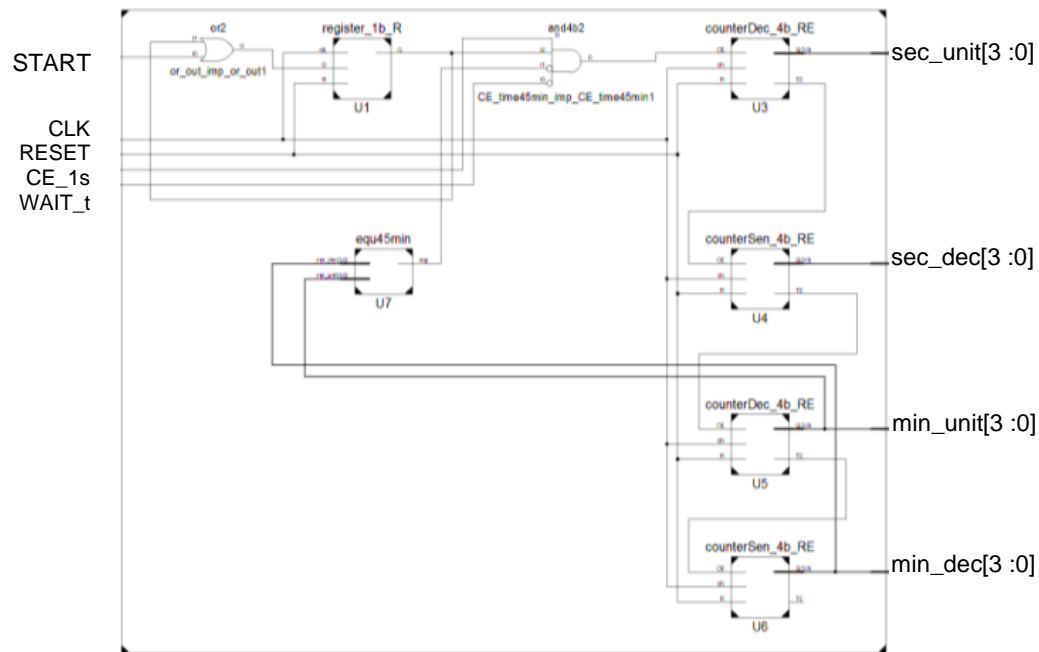 or2
register_1b_R
and4b2
counterDec_4b_RE
START
sec_unit[3 :0]
or_out_imp_or_out1
CE_time45min_imp_CE_time45min1
U1
U3
CLK
RESET
CE_1s
WAIT_t
equ45min
counterSen_4b_RE
sec_dec[3 :0]
U7
U4
counterDec_4b_RE
min_unit[3 :0]
U5
counterSen_4b_RE
min_dec[3 :0]
U6